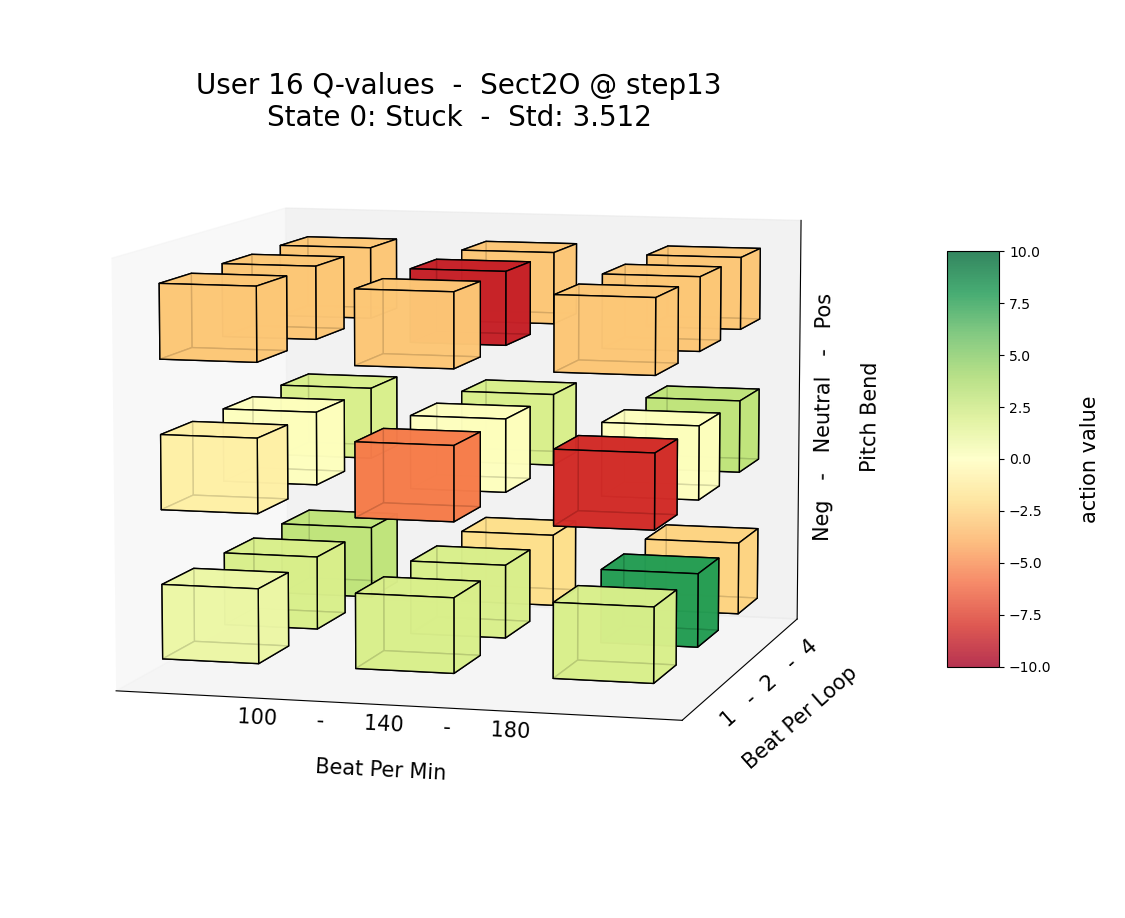 User 16 Q-values  -  Sect2O @ step13
State 0: Stuck  -  Std: 3.512
10.0
7.5
5.0
2.5
0.0
−2.5
−5.0
−7.5
−10.0
action value
Neg  -  Neutral  -  Pos
Pitch Bend
1  -  2  -  4
Beat Per Loop
100  -  140  -  180
Beat Per Min